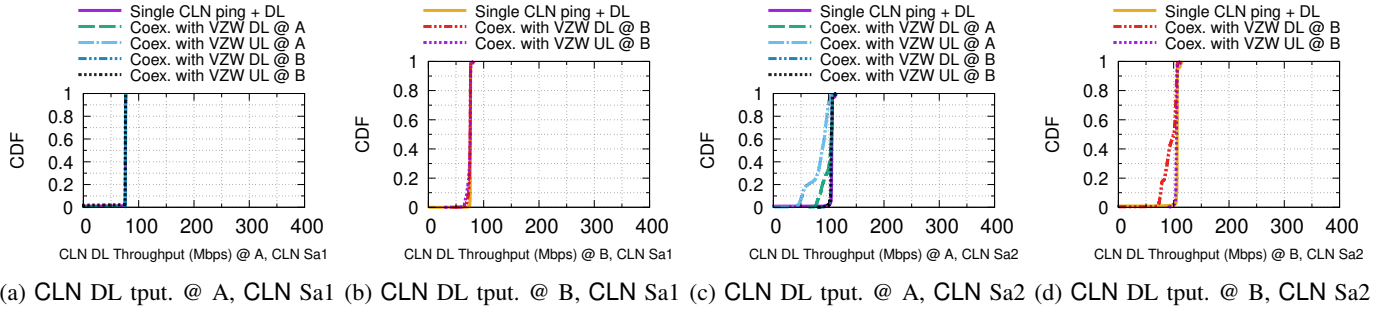 Single CLN ping + DL
Coex. with VZW DL @ A
Coex. with VZW UL @ A
Coex. with VZW DL @ B
Coex. with VZW UL @ B
CDF
1
0.8
0.6
0.4
0.2
0
0 100 200 300 400
CLN DL Throughput (Mbps) @ A, CLN Sa1
(a) CLN DL tput. @ A, CLN Sa1
Single CLN ping + DL
Coex. with VZW DL @ B
Coex. with VZW UL @ B
CDF
1
0.8
0.6
0.4
0.2
0
0 100 200 300 400
CLN DL Throughput (Mbps) @ B, CLN Sa1
(b) CLN DL tput. @ B, CLN Sa1
Single CLN ping + DL
Coex. with VZW DL @ A
Coex. with VZW UL @ A
Coex. with VZW DL @ B
Coex. with VZW UL @ B
CDF
1
0.8
0.6
0.4
0.2
0
0 100 200 300 400
CLN DL Throughput (Mbps) @ A, CLN Sa2
(c) CLN DL tput. @ A, CLN Sa2
Single CLN ping + DL
Coex. with VZW DL @ B
Coex. with VZW UL @ B
CDF
1
0.8
0.6
0.4
0.2
0
0 100 200 300 400
CLN DL Throughput (Mbps) @ B, CLN Sa2
(d) CLN DL tput. @ B, CLN Sa2